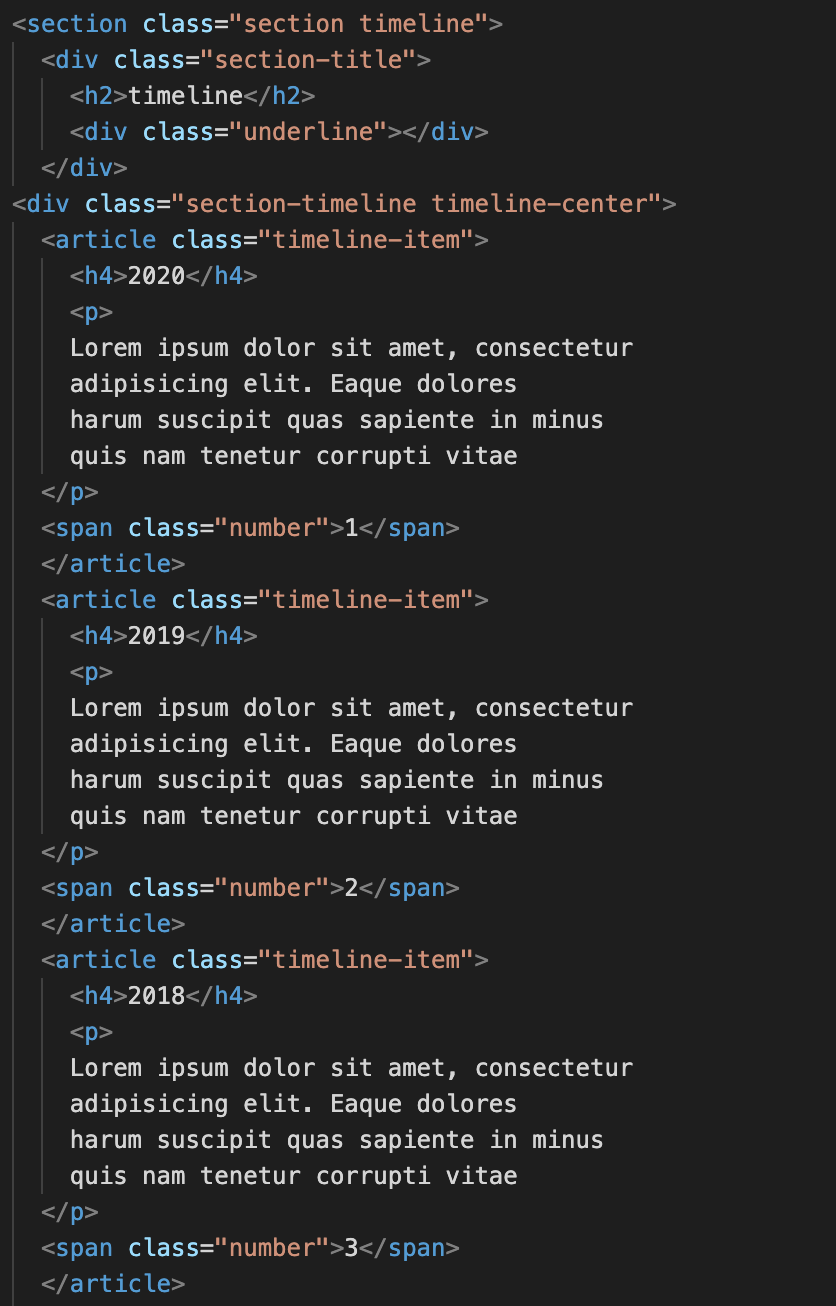 <section class="section timeline">
<div class="section-title">
<h2>timeline</h2>
<div class="underline"></div>
</div>
<div class="section-timeline timeline-center">
<article class="timeline-item">
<h4>2020</h4>
<p>
Lorem ipsum dolor sit amet, consectetur
adipisicing elit. Eaque dolores
harum suscipit quas sapiente in minus
quis nam tenetur corrupti vitae
</p>
<span class="number">1</span>
</article>
<article class="timeline-item">
<h4>2019</h4>
<p>
Lorem ipsum dolor sit amet, consectetur
adipisicing elit. Eaque dolores
harum suscipit quas sapiente in minus
quis nam tenetur corrupti vitae
</p>
<span class="number">2</span>
</article>
<article class="timeline-item">
<h4>2018</h4>
<p>
Lorem ipsum dolor sit amet, consectetur
adipisicing elit. Eaque dolores
harum suscipit quas sapiente in minus
quis nam tenetur corrupti vitae
</p>
<span class="number">3</span>
</article>